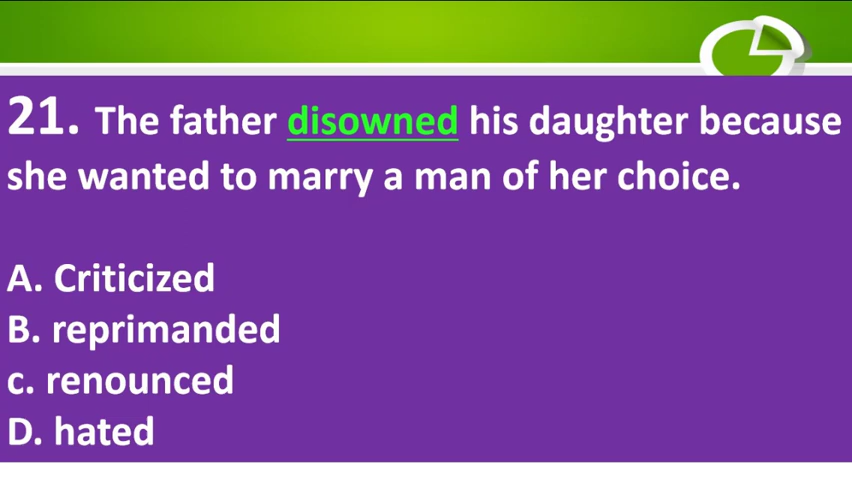 21. The father disowned his daughter because
she wanted to marry a man of her choice.
A. Criticized
B. reprimanded
c. renounced
D. hated